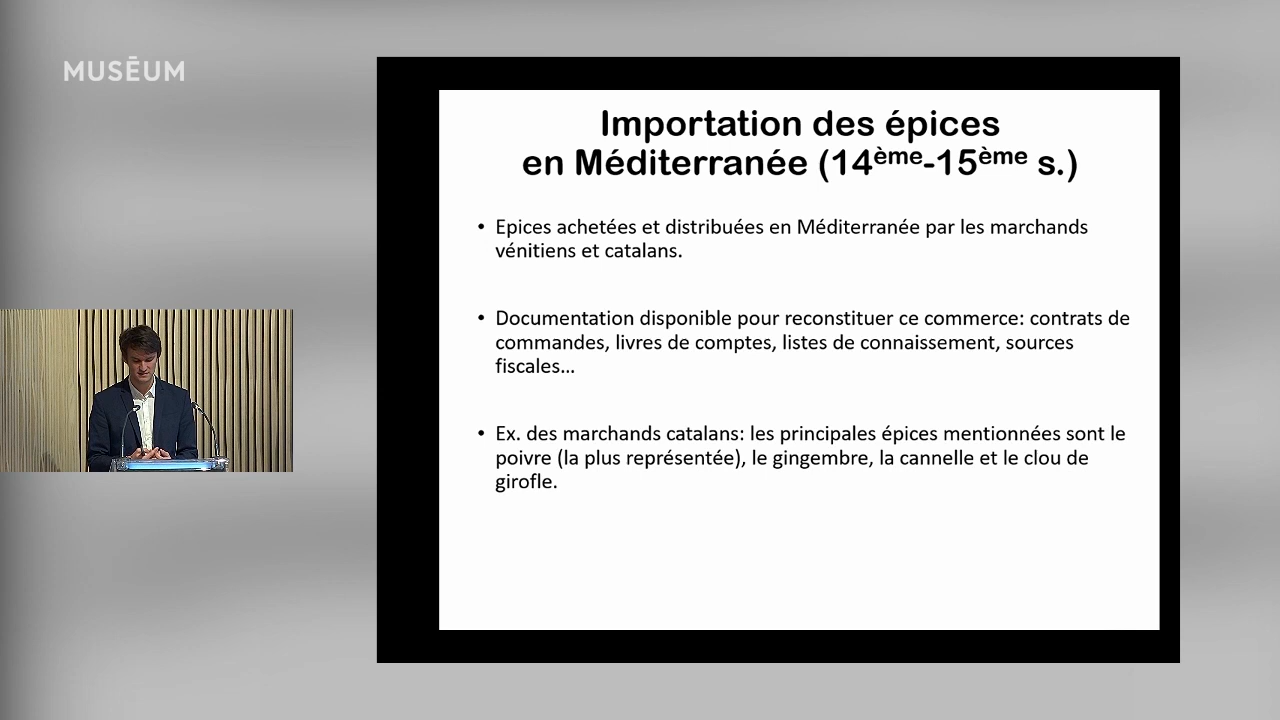 MUSĒUM
Importation des épices
en Méditerranée (14ème-15ème s.)
• Epices achetées et distribuées en Méditerranée par les marchands
vénitiens et catalans.
• Documentation disponible pour reconstituer ce commerce: contrats de
commandes, livres de comptes, listes de connaissement, sources
fiscales...
• Ex. des marchands catalans: les principales épices mentionnées sont le
poivre (la plus représentée), le gingembre, la cannelle et le clou de
girofle.